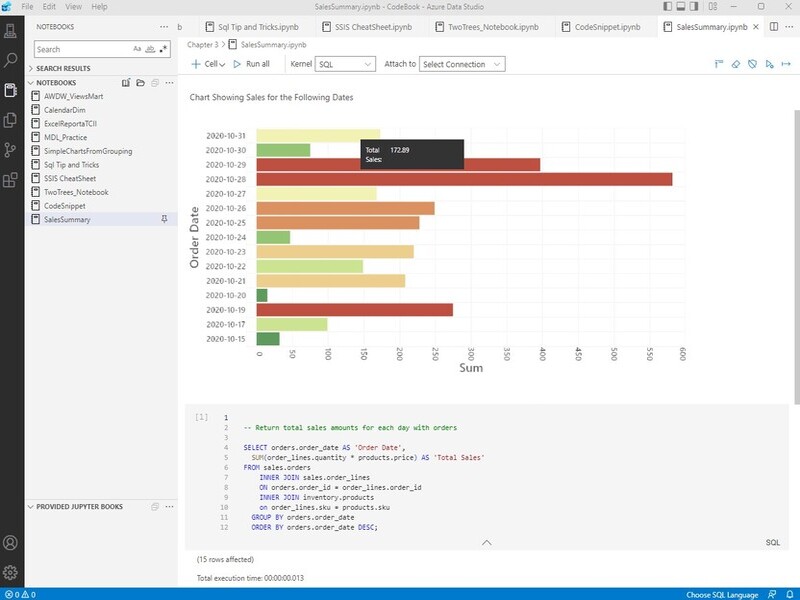 File Edit View Help
SalesSummary.ipynb - CodeBook - Azure Data Studio
NOTEBOOKS
b
Sql Tip and Tricks.ipynb
SSIS CheatSheet.ipynb
TwoTrees_Notebook.ipynb
CodeSnippet.ipynb
SalesSummary.ipynb
Search
Aa ab
Chapter 3 > SalesSummary.ipynb
Cell
Run all
Kernel
SQL
Attach to
Select Connection
SEARCH RESULTS
NOTEBOOKS
AWDW_ViewsMart
CalendarDim
ExcelReportaTCII
MDL_Practice
SimpleChartsFromGrouping
Sql Tip and Tricks
SSIS CheatSheet
TwoTrees_Notebook
CodeSnippet
SalesSummary
PROVIDED JUPYTER BOOKS
Chart Showing Sales for the Following Dates
Order Date
2020-10-31
2020-10-30
2020-10-29
2020-10-28
2020-10-27
2020-10-26
2020-10-25
2020-10-24
2020-10-23
2020-10-22
2020-10-21
2020-10-20
2020-10-19
2020-10-17
2020-10-15
Total 172.89
Sales:
0 50 100 150 200 250 300 350 400 450 500 550 600
Sum
[1] 1
2 -- Return total sales amounts for each day with orders
3
4 SELECT orders.order_date AS 'Order Date',
5 SUM(order_lines.quantity * products.price) AS 'Total Sales'
6 FROM sales.orders
7 INNER JOIN sales.order_lines
8 ON orders.order_id = order_lines.order_id
9 INNER JOIN inventory.products
10 on order_lines.sku = products.sku
11 GROUP BY orders.order_date
12 ORDER BY orders.order_date DESC;
SQL
(15 rows affected)
Total execution time: 00:00:00.013
0 0
Choose SQL Language